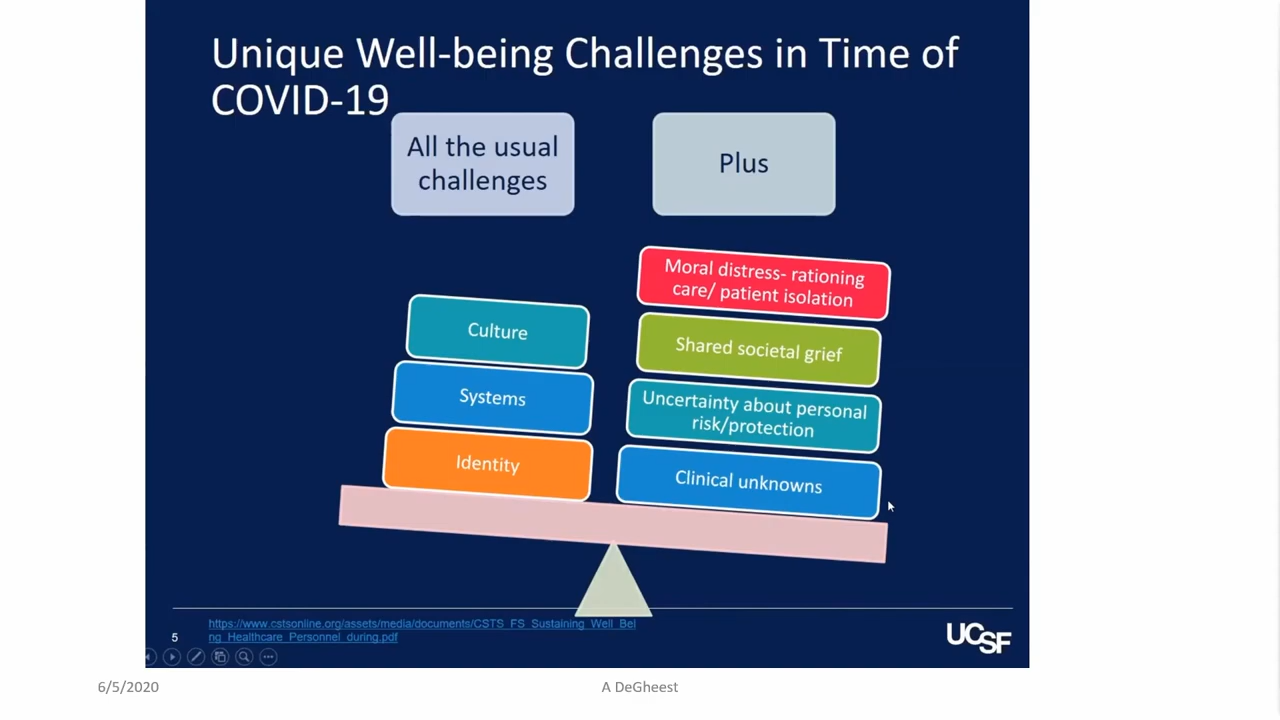 Unique Well-being Challenges in Time of
COVID-19
All the usual
challenges
Plus
Culture
Systems
Identity
Moral distress- rationing
care/ patient isolation
Shared societal grief
Uncertainty about personal
risk/protection
Clinical unknowns
https://www.cstsonline.org/assets/media/documents/CSTS_FS_Sustaining_Well_Bei
ng_Healthcare_Personnel_during.pdf
5
UCSF
6/5/2020
A DeGheest